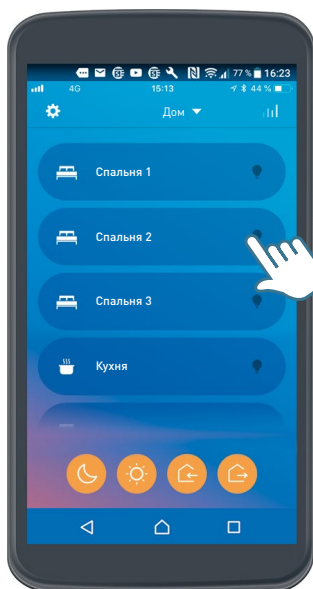 77 % 16:23
4G 15:13 44 %
Дом
Спальня 1
Спальня 2
Спальня 3
Кухня